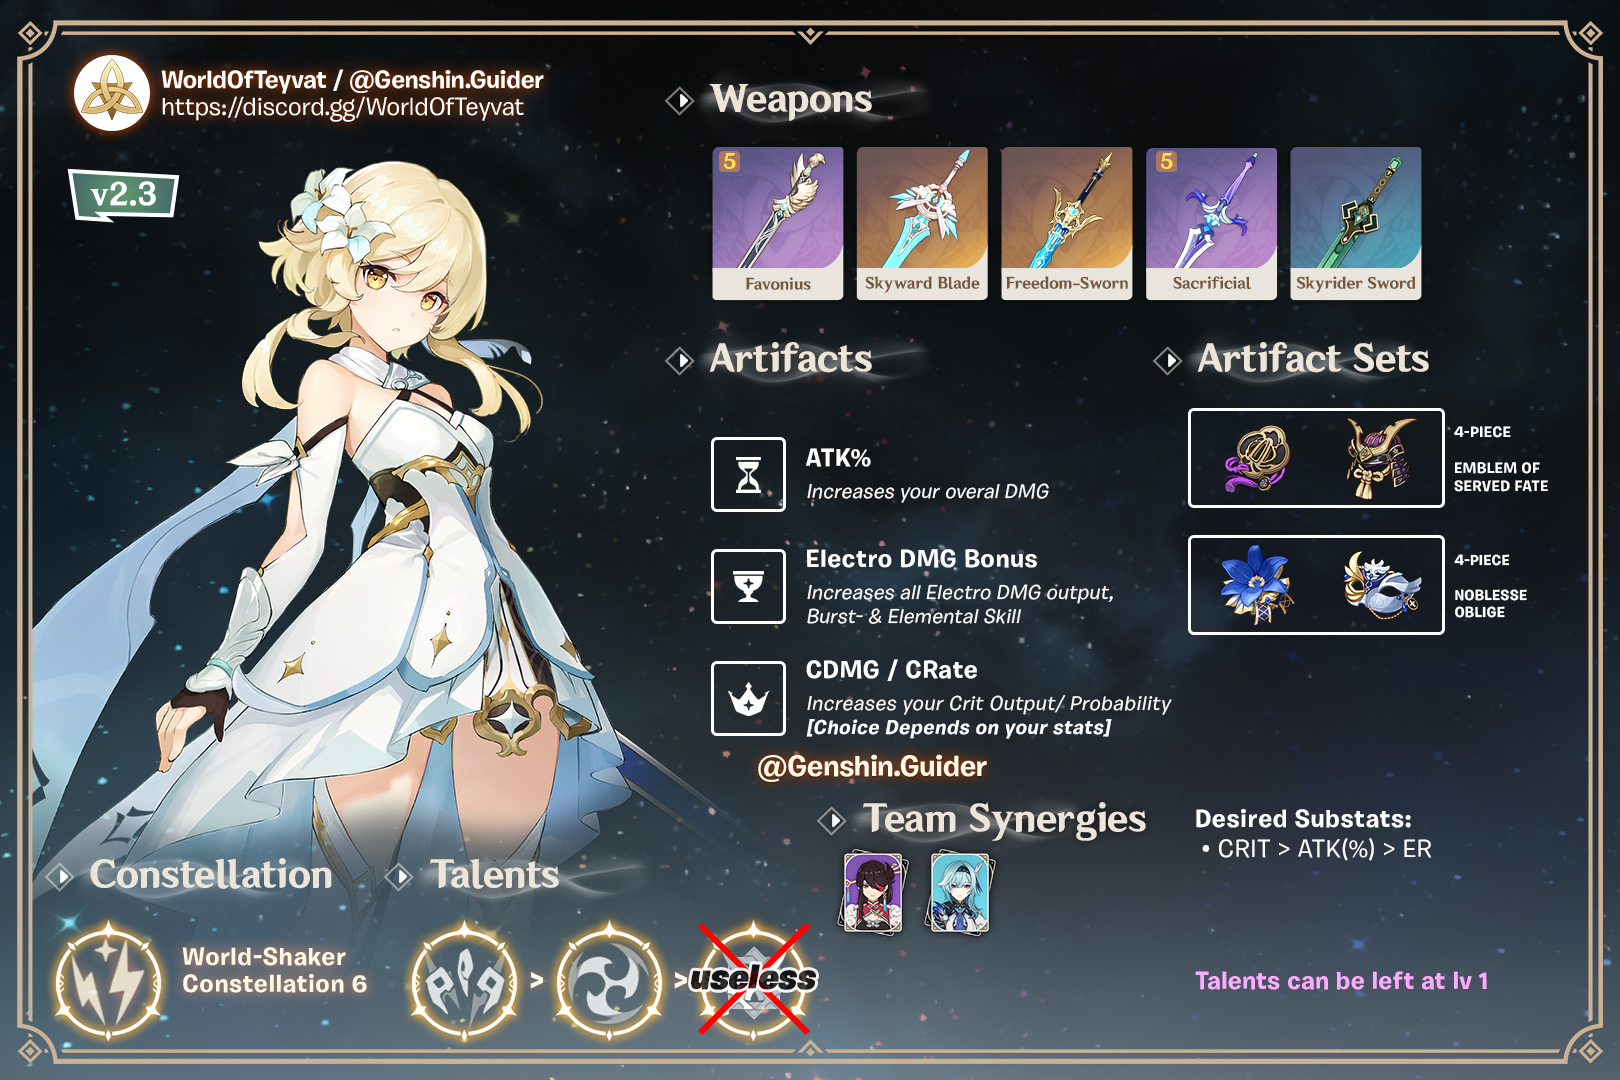 WorldOfTeyvat / @Genshin.Guider
https://discord.gg/WorldOfTeyvat
v2.3
Weapons
5
5
Favonius
Skyward Blade
Freedom-Sworn
Sacrificial
Skyrider Sword
Artifacts
ATK%
Increases your overal DMG
Electro DMG Bonus
Increases all Electro DMG output,
Burst- & Elemental Skill
CDMG / CRate
Increases your Crit Output/ Probability
[Choice Depends on your stats]
@Genshin.Guider
Artifact Sets
4-PIECE
EMBLEM OF
SERVED FATE
4-PIECE
NOBLESSE
OBLIGE
Team Synergies
Desired Substats:
• CRIT > ATK(%) > ER
Constellation
World-Shaker
Constellation 6
Talents
> > useless
Talents can be left at lv 1